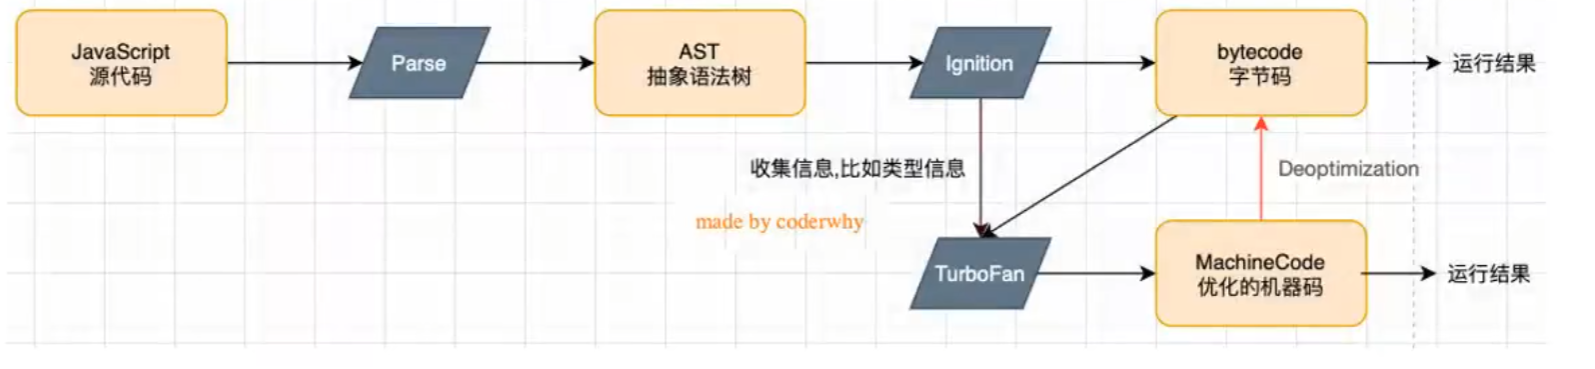 JavaScript
源代码
Parse
AST
抽象语法树
Ignition
bytecode
字节码
运行结果
收集信息,比如类型信息
Deoptimization
made by coderwhy
TurboFan
MachineCode
优化的机器码
运行结果